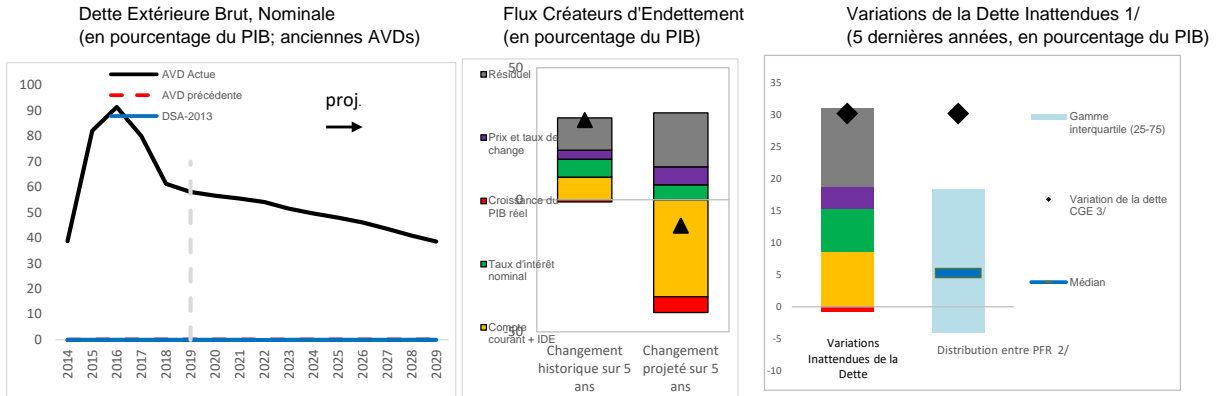 Dette Extérieure Brut, Nominale
(en pourcentage du PIB; anciennes AVDs)
AVD Actue
AVD précédente
DSA-2013
proj.
100
90
80
70
60
50
40
30
20
10
0
2014
2015
2016
2017
2018
2019
2020
2021
2022
2023
2024
2025
2026
2027
2028
2029
Flux Créateurs d'Endettement
(en pourcentage du PIB)
50
0
-50
Résiduel
Prix et taux de
change
Croissance du
PIB réel
Taux d'intérêt
nominal
Compte
courant + IDE
Changement
historique sur 5
ans
Changement
projeté sur 5
ans
Variations de la Dette Inattendues 1/
(5 dernières années, en pourcentage du PIB)
35
30
25
20
15
10
5
0
-5
-10
Gamme
interquartile (25-75)
Variation de la dette
CGE 3/
Médian
Variations
Inattendues de la
Dette
Distribution entre PFR 2/